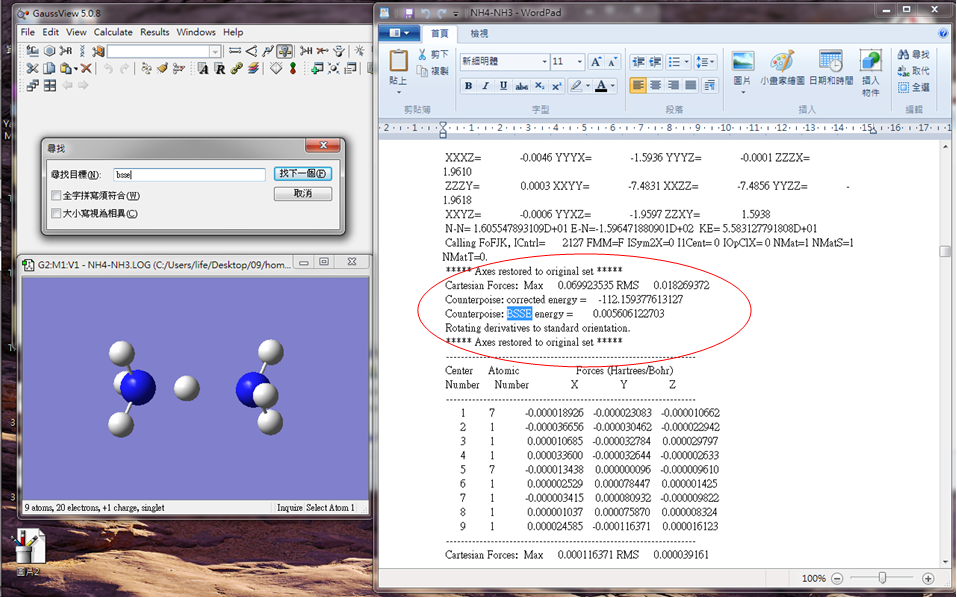 GaussView 5.0.8
File Edit View Calculate Results Windows Help
尋找
尋找目標(N):
bsse
找下一個(F)
取消
全字拼寫須符合(W)
大小寫視為相異(C)
G2:M1:V1 - NH4-NH3.LOG (C:/Users/life/Desktop/09/hom...
9 atoms, 20 electrons, +1 charge, singlet
Inquire Select Atom 1
圖片2
NH4-NH3 - WordPad
首頁
檢視
貼上
剪下
複製
剪貼簿
新細明體
11
字型
段落
圖片
小畫家繪圖
日期和時間
插入物件
插入
尋找
取代
全選
編輯
XXXZ= -0.0046 YYYX= -1.5936 YYYZ= -0.0001 ZZZX=
1.9610
ZZZY= 0.0003 XXYY= -7.4831 XXZZ= -7.4856 YYZZ= -
1.9618
XXYZ= -0.0006 YYXZ= -1.9597 ZZXY= 1.5938
N-N= 1.605547893109D+01 E-N=-1.596471880901D+02 KE= 5.583127791808D+01
Calling FoFJK, ICntrl= 2127 FMM=F ISym2X=0 I1Cent= 0 IOpClX= 0 NMat=1 NMatS=1
NMatT=0.
***** Axes restored to original set *****
Cartesian Forces: Max 0.069923535 RMS 0.018269372
Counterpoise: corrected energy = -112.159377613127
Counterpoise: BSSE energy = 0.005606122703
Rotating derivatives to standard orientation.
***** Axes restored to original set *****
Center Atomic Forces (Hartrees/Bohr)
Number Number X Y Z
1 7 -0.000018926 -0.000023083 -0.000010662
2 1 -0.000036656 -0.000030462 -0.000022942
3 1 0.000010685 -0.000032784 0.000029797
4 1 0.000033600 -0.000032644 -0.000002633
5 7 -0.000013438 0.000000096 -0.000009610
6 1 0.000002529 0.000078447 0.000001425
7 1 -0.000003415 0.000080932 -0.000009822
8 1 0.000001037 0.000075870 0.000008324
9 1 0.000024585 -0.000116371 0.000016123
Cartesian Forces: Max 0.000116371 RMS 0.000039161
100%